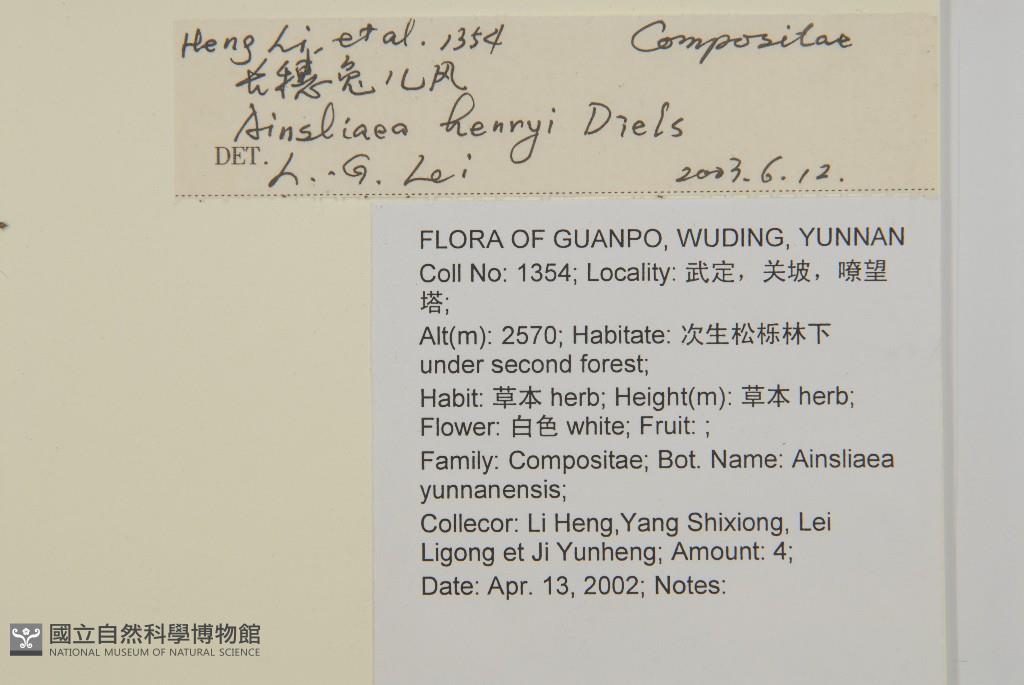 Heng Li, et al. 1354 Compositae
长穗兔儿风
Ainsliaea henryi Diels
DET. L.-G. Lei 2003.6.12.
FLORA OF GUANPO, WUDING, YUNNAN
Coll No: 1354; Locality: 武定，关坡，嘹望
塔;
Alt(m): 2570; Habitate: 次生松栎林下
under second forest;
Habit: 草本 herb; Height(m): 草本 herb;
Flower: 白色 white; Fruit: ;
Family: Compositae; Bot. Name: Ainsliaea
yunnanensis;
Collecor: Li Heng,Yang Shixiong, Lei
Ligong et Ji Yunheng; Amount: 4;
Date: Apr. 13, 2002; Notes:
國立自然科學博物館
NATIONAL MUSEUM OF NATURAL SCIENCE